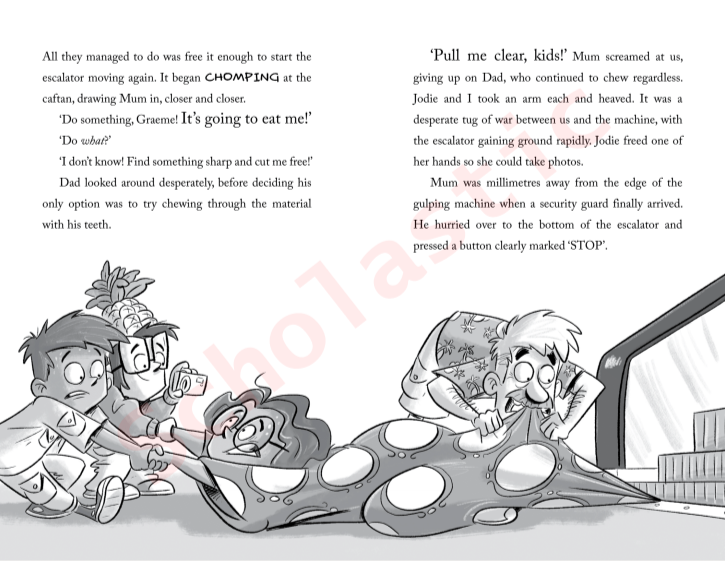 All they managed to do was free it enough to start the
escalator moving again. It began CHOMPING at the
caftan, drawing Mum in, closer and closer.
‘Do something, Graeme! It’s going to eat me!’
‘Do what?’
‘I don’t know! Find something sharp and cut me free!’
Dad looked around desperately, before deciding his
only option was to try chewing through the material
with his teeth.
‘Pull me clear, kids!’ Mum screamed at us,
giving up on Dad, who continued to chew regardless.
Jodie and I took an arm each and heaved. It was a
desperate tug of war between us and the machine, with
the escalator gaining ground rapidly. Jodie freed one of
her hands so she could take photos.
Mum was millimetres away from the edge of the
gulping machine when a security guard finally arrived.
He hurried over to the bottom of the escalator and
pressed a button clearly marked ‘STOP’.
Scholastic